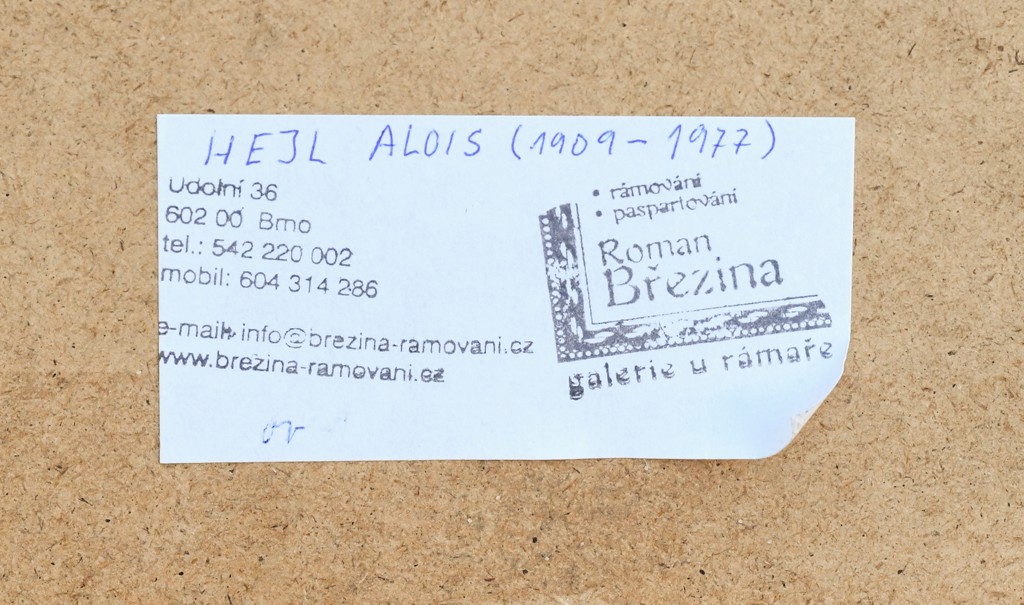 HEJL ALOIS (1909 - 1977)
Údolní 36
602 00 Brno
tel.: 542 220 002
mobil: 604 314 286
e-mail: info@brezina-ramovani.cz
www.brezina-ramovani.cz
• rámování
• paspartování
Roman
Březina
galerie u rámaře